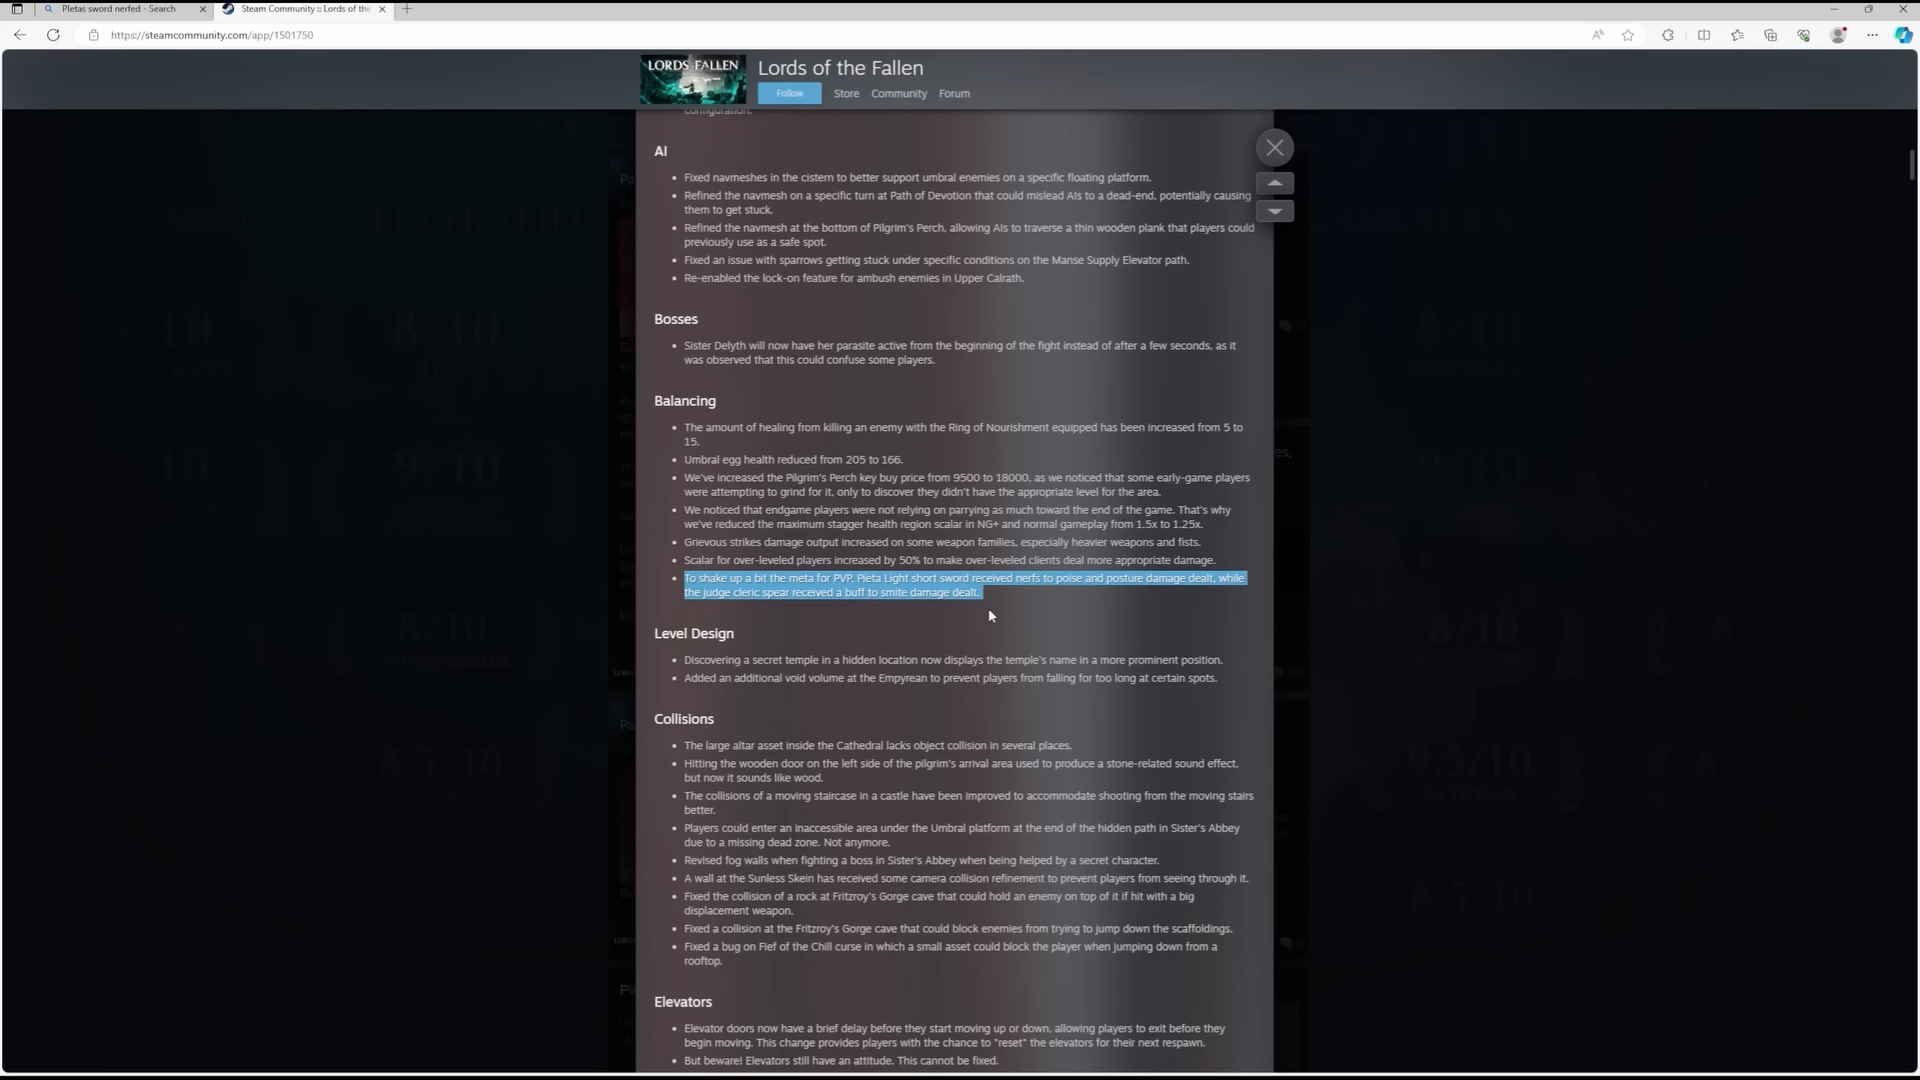 Pletas sword nerfed - Search
Steam Community :: Lords of the
https://steamcommunity.com/app/1501750
LORDS FALLEN
Lords of the Fallen
Follow Store Community Forum
configuration.
AI
• Fixed navmeshes in the cistern to better support umbral enemies on a specific floating platform.
• Refined the navmesh on a specific turn at Path of Devotion that could mislead AIs to a dead-end, potentially causing
them to get stuck.
• Refined the navmesh at the bottom of Pilgrim's Perch, allowing AIs to traverse a thin wooden plank that players could
previously use as a safe spot.
• Fixed an issue with sparrows getting stuck under specific conditions on the Manse Supply Elevator path.
• Re-enabled the lock-on feature for ambush enemies in Upper Calrath.
Bosses
• Sister Delyth will now have her parasite active from the beginning of the fight instead of after a few seconds, as it
was observed that this could confuse some players.
Balancing
• The amount of healing from killing an enemy with the Ring of Nourishment equipped has been increased from 5 to
15.
• Umbral egg health reduced from 205 to 166.
• We've increased the Pilgrim's Perch key buy price from 9500 to 18000, as we noticed that some early-game players
were attempting to grind for it, only to discover they didn't have the appropriate level for the area.
• We noticed that endgame players were not relying on parrying as much toward the end of the game. That's why
we've reduced the maximum stagger health region scalar in NG+ and normal gameplay from 1.5x to 1.25x.
• Grievous strikes damage output increased on some weapon families, especially heavier weapons and fists.
• Scalar for over-leveled players increased by 50% to make over-leveled clients deal more appropriate damage.
• To shake up a bit the meta for PVP, Pieta Light short sword received nerfs to poise and posture damage dealt, while
the judge cleric spear received a buff to smite damage dealt.
Level Design
• Discovering a secret temple in a hidden location now displays the temple's name in a more prominent position.
• Added an additional void volume at the Empyrean to prevent players from falling for too long at certain spots.
Collisions
• The large altar asset inside the Cathedral lacks object collision in several places.
• Hitting the wooden door on the left side of the pilgrim's arrival area used to produce a stone-related sound effect,
but now it sounds like wood.
• The collisions of a moving staircase in a castle have been improved to accommodate shooting from the moving stairs
better.
• Players could enter an inaccessible area under the Umbral platform at the end of the hidden path in Sister's Abbey
due to a missing dead zone. Not anymore.
• Revised fog walls when fighting a boss in Sister's Abbey when being helped by a secret character.
• A wall at the Sunless Skein has received some camera collision refinement to prevent players from seeing through it.
• Fixed the collision of a rock at Fritzroy's Gorge cave that could hold an enemy on top of it if hit with a big
displacement weapon.
• Fixed a collision at the Fritzroy's Gorge cave that could block enemies from trying to jump down the scaffoldings.
• Fixed a bug on Fief of the Chill curse in which a small asset could block the player when jumping down from a
rooftop.
Elevators
• Elevator doors now have a brief delay before they start moving up or down, allowing players to exit before they
begin moving. This change provides players with the chance to "reset" the elevators for their next respawn.
• But beware! Elevators still have an attitude. This cannot be fixed.